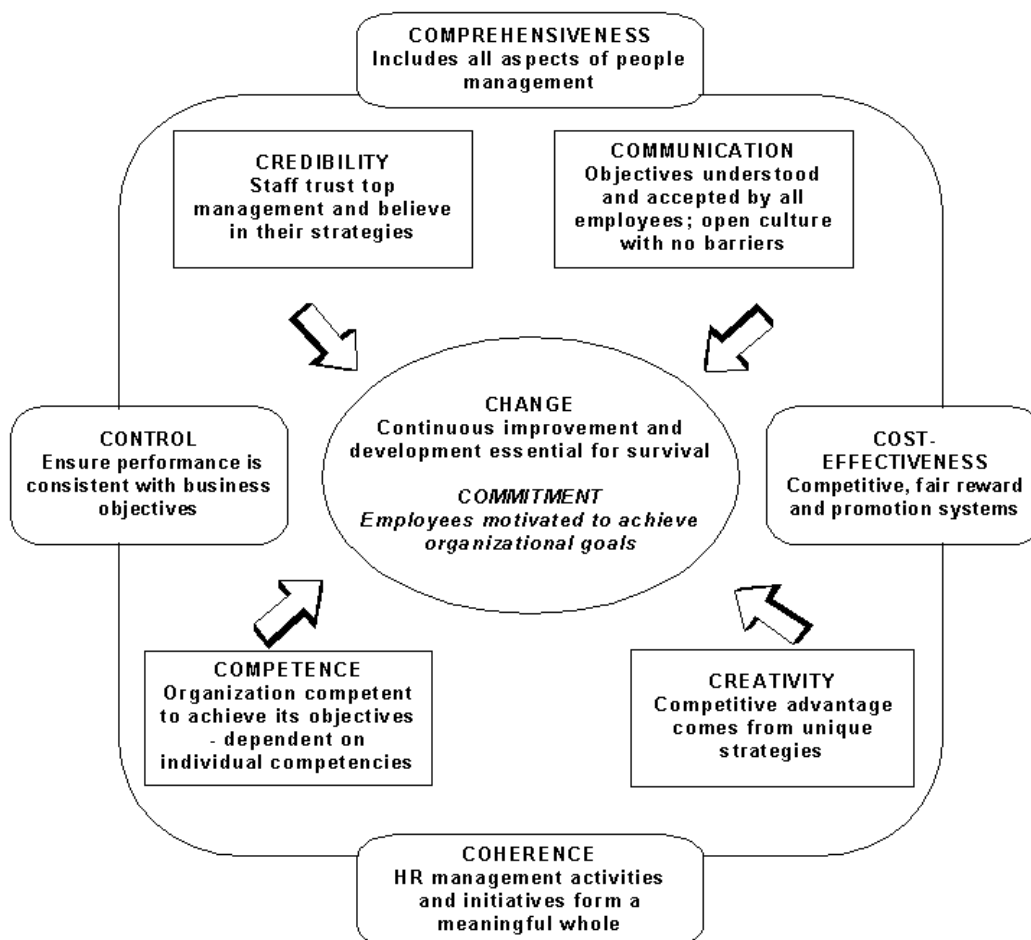 COMPREHENSIVENESS
Includes all aspects of people
management
CREDIBILITY
Staff trust top
management and believe
in their strategies
COMMUNICATION
Objectives understood
and accepted by all
employees; open culture
with no barriers
CHANGE
Continuous improvement and
development essential for survival
COMMITMENT
Employees motivated to achieve
organizational goals
CONTROL
Ensure performance is
consistent with business
objectives
COST-
EFFECTIVENESS
Competitive, fair reward
and promotion systems
COMPETENCE
Organization competent
to achieve its objectives
- dependent on
individual competencies
CREATIVITY
Competitive advantage
comes from unique
strategies
COHERENCE
HR management activities
and initiatives form a
meaningful whole